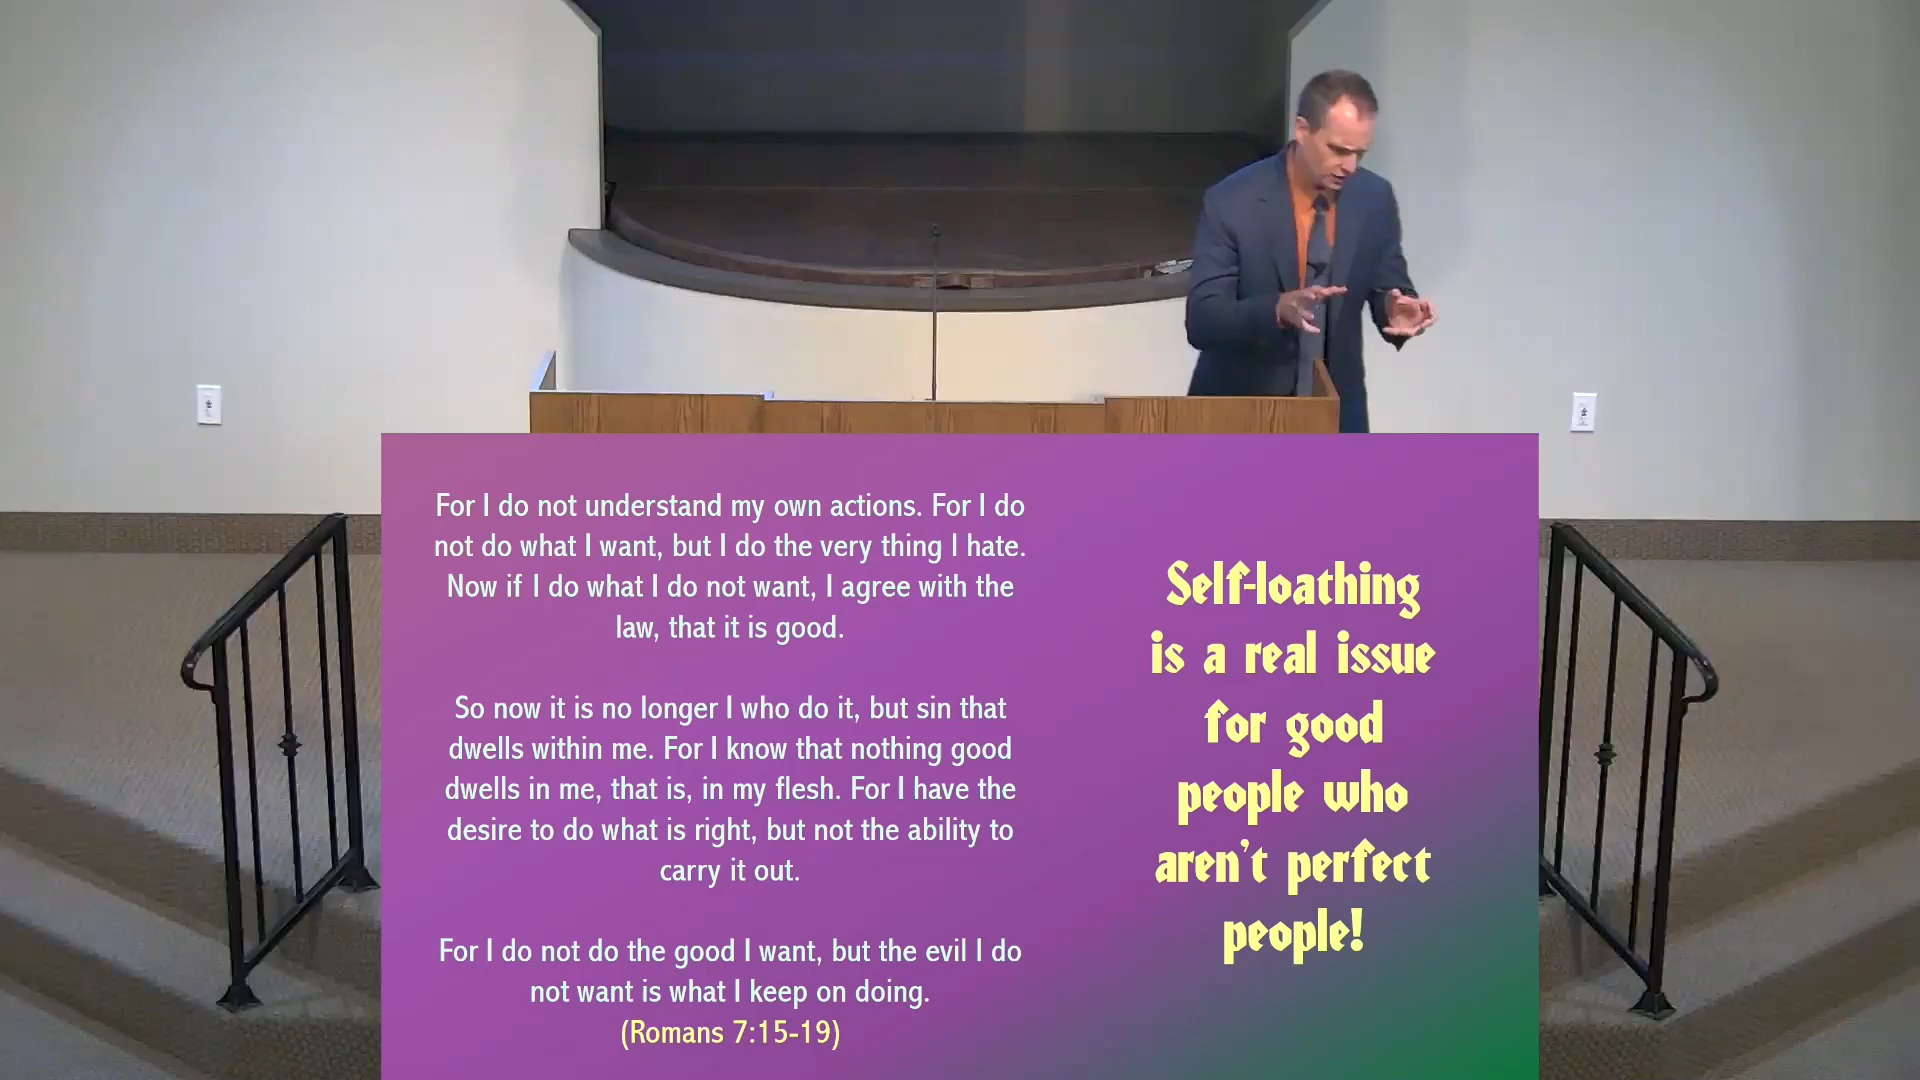 For I do not understand my own actions. For I do
not do what I want, but I do the very thing I hate.
Now if I do what I do not want, I agree with the
law, that it is good.
So now it is no longer I who do it, but sin that
dwells within me. For I know that nothing good
dwells in me, that is, in my flesh. For I have the
desire to do what is right, but not the ability to
carry it out.
For I do not do the good I want, but the evil I do
not want is what I keep on doing.
(Romans 7:15-19)
Self-loathing
is a real issue
for good
people who
aren't perfect
people!